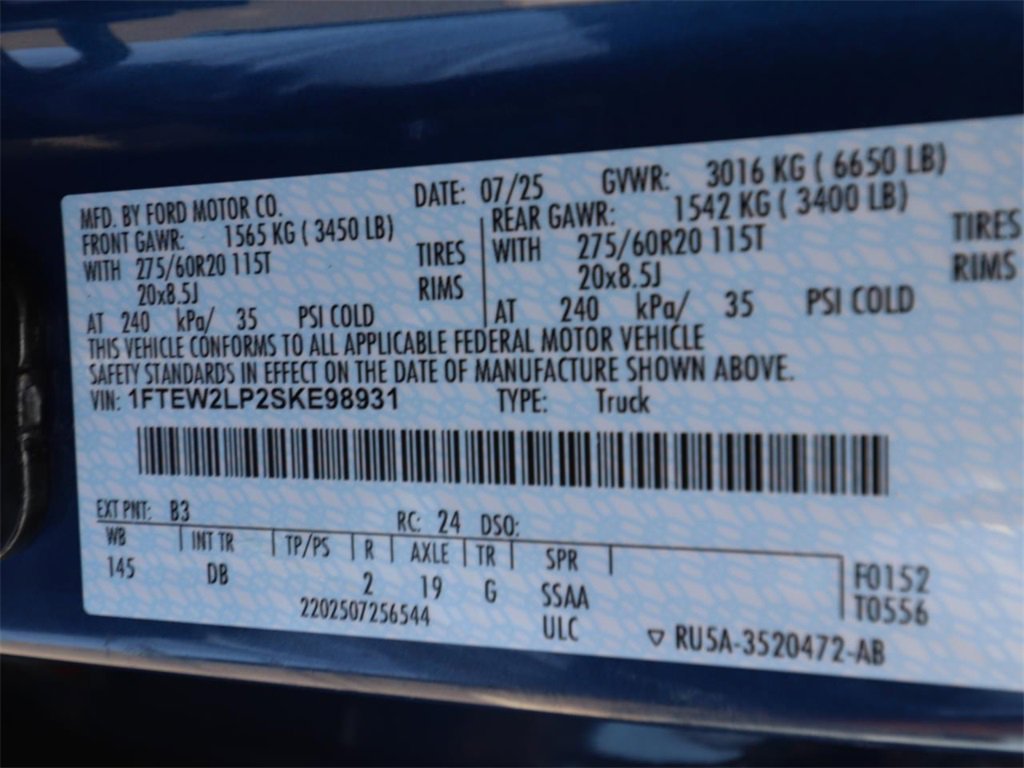 MFD. BY FORD MOTOR CO. DATE: 07/25 GVWR: 3016 KG ( 6650 LB)
FRONT GAWR: 1565 KG ( 3450 LB) REAR GAWR: 1542 KG ( 3400 LB)
WITH 275/60R20 115T TIRES WITH 275/60R20 115T TIRES
20x8.5J RIMS 20x8.5J RIMS
AT 240 kPa/ 35 PSI COLD AT 240 kPa/ 35 PSI COLD
THIS VEHICLE CONFORMS TO ALL APPLICABLE FEDERAL MOTOR VEHICLE
SAFETY STANDARDS IN EFFECT ON THE DATE OF MANUFACTURE SHOWN ABOVE.
VIN: 1FTEW2LP2SKE98931 TYPE: Truck
EXT PNT: B3 RC: 24 DSO:
WB INT TR TP/PS R AXLE TR SPR
145 DB 2 19 G SSAA F0152
2202507256544 ULC T0556
▽ RU5A-3520472-AB